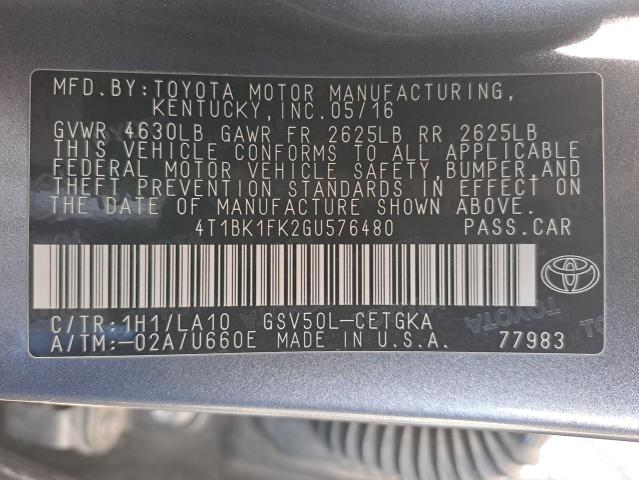 MFD.BY:TOYOTA MOTOR MANUFACTURING,
KENTUCKY, INC.05/16
GVWR 4630LB GAWR FR 2625LB RR 2625LB
THIS VEHICLE CONFORMS TO ALL APPLICABLE
FEDERAL MOTOR VEHICLE SAFETY,BUMPER,AND
THEFT PREVENTION STANDARDS IN EFFECT ON
THE DATE OF MANUFACTURE SHOWN ABOVE.
4T1BK1FK2GU576480 PASS.CAR
C/TR:1H1/LA10 GSV50L-CETGKA
A/TM:-02A/U660E MADE IN U.S.A. 77983